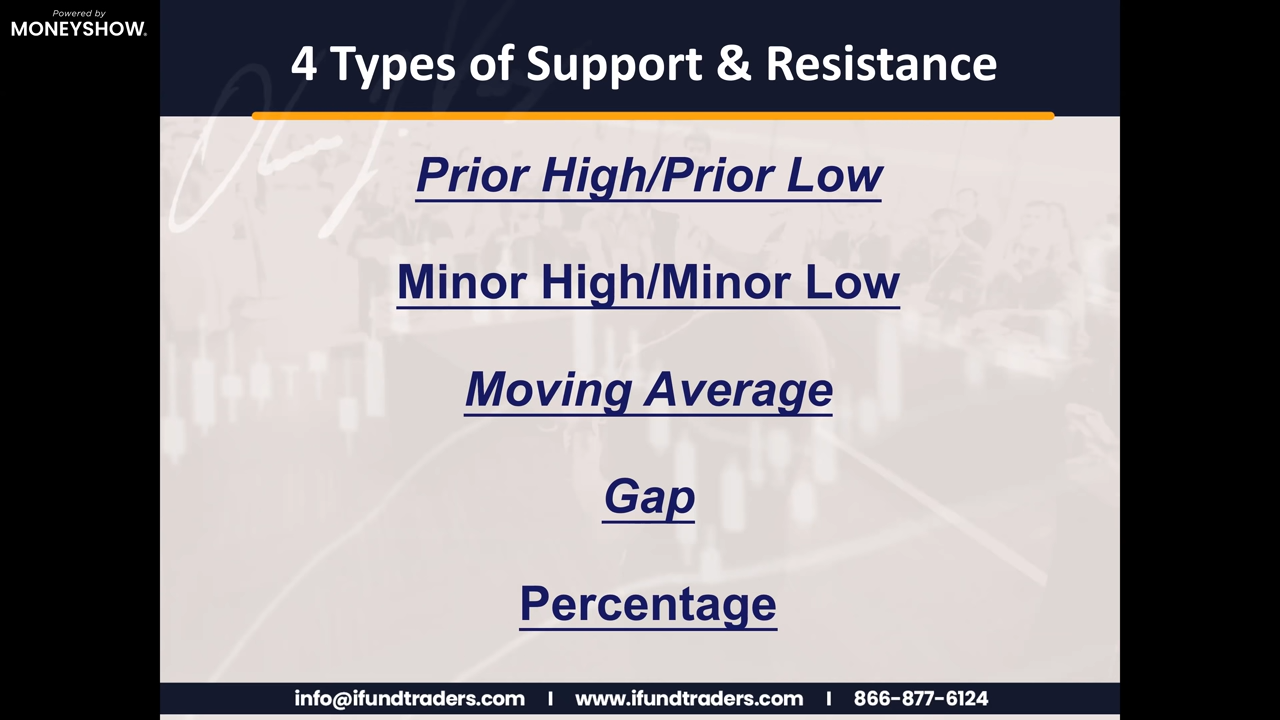 Powered by
MONEYSHOW.
4 Types of Support & Resistance
Prior High/Prior Low
Minor High/Minor Low
Moving Average
Gap
Percentage
info@ifundtraders.com I www.ifundtraders.com I 866-877-6124